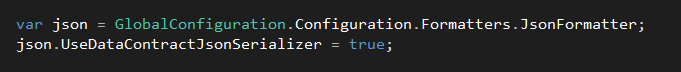 var json = GlobalConfiguration.Configuration.Formatters.JsonFormatter;
json.UseDataContractJsonSerializer = true;